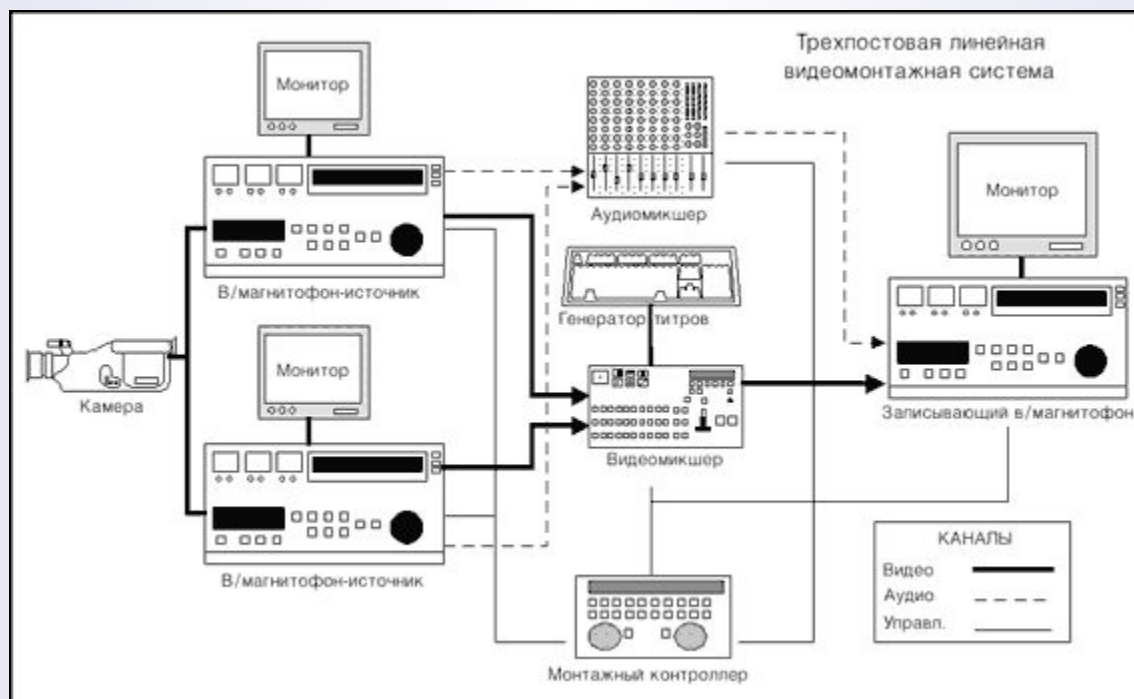 Трехпостовая линейная
видеомонтажная система
Монитор
В/магнитофон-источник
Камера
Монитор
В/магнитофон-источник
Аудиомикшер
Генератор титров
Видеомикшер
Монтажный контроллер
Монитор
Записывающий в/магнитофон
КАНАЛЫ
Видео
Аудио
Управл.